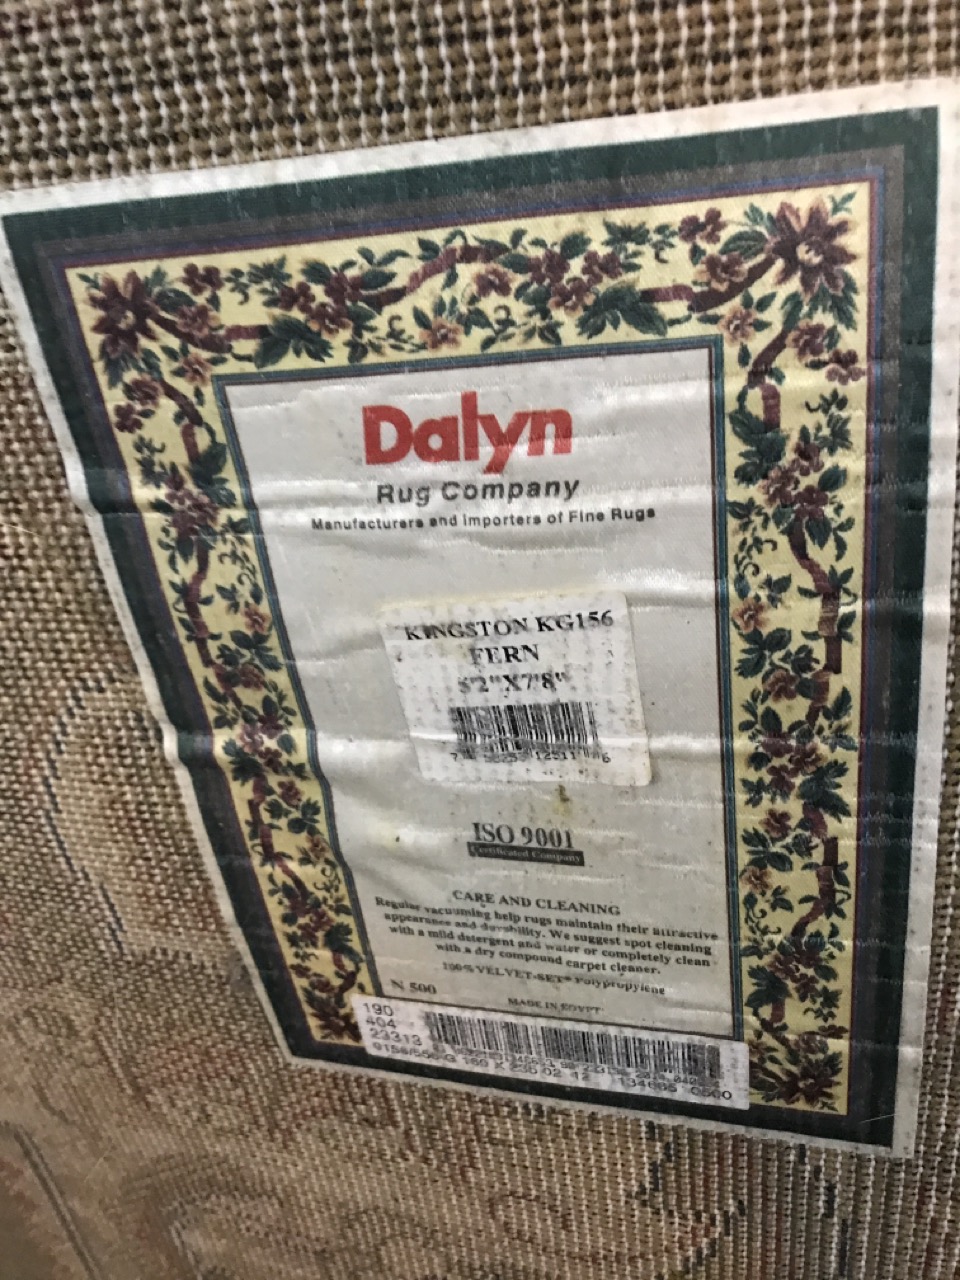 Dalyn
Rug Company
Manufacturers and Importers of Fine Rugs
KINGSTON KG156
FERN
5'2"X7'8"
ISO 9001
Certificated Company
CARE AND CLEANING
Regular vacuuming help rugs maintain their attractive
appearance and durability. We suggest spot cleaning
with a mild detergent and water or completely clean
with a dry compound carpet cleaner.
100% VELVET-SET® Polypropylene
N 500
MADE IN EGYPT
190
404
23313